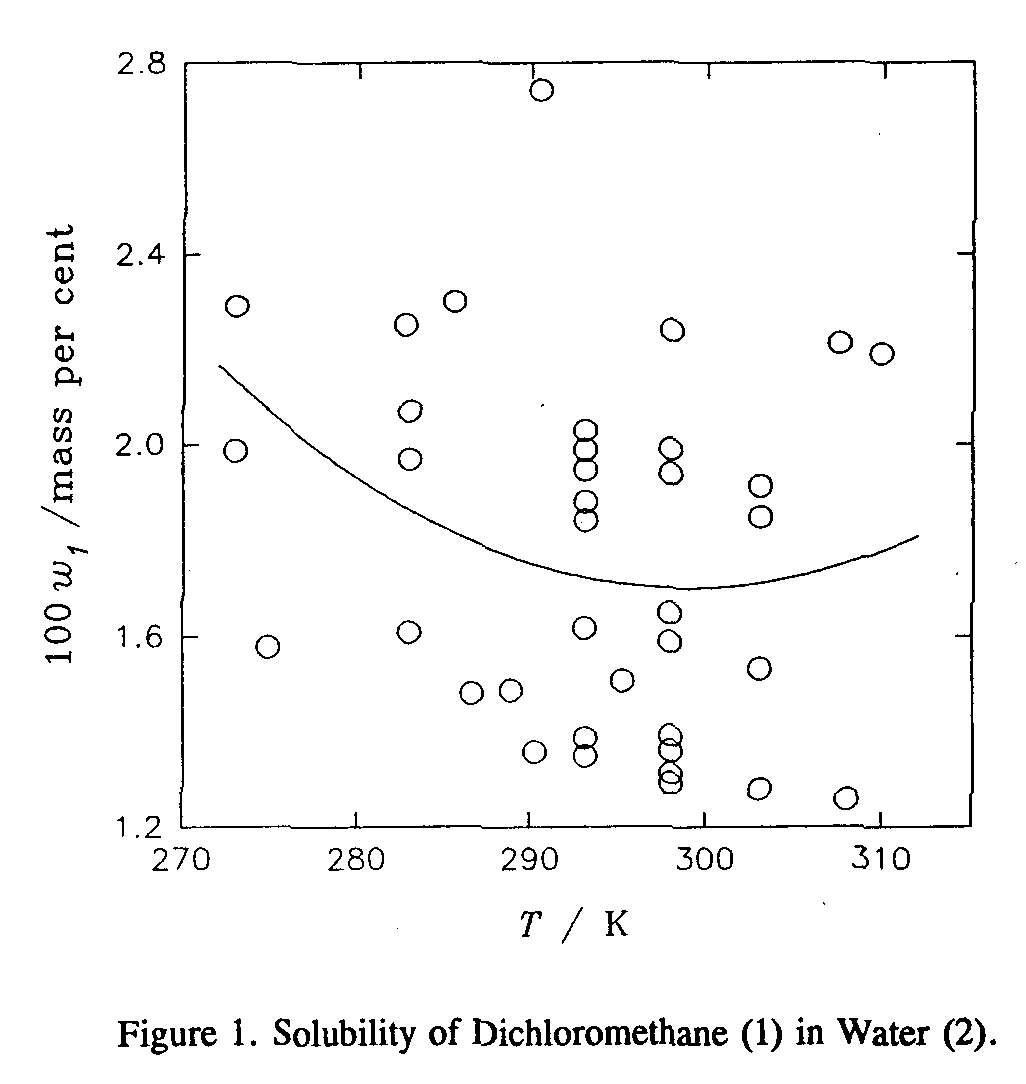 2.8
2.4
2.0
1.6
1.2
100 w1 /mass per cent
270 280 290 300 310
T / K
Figure 1. Solubility of Dichloromethane (1) in Water (2).